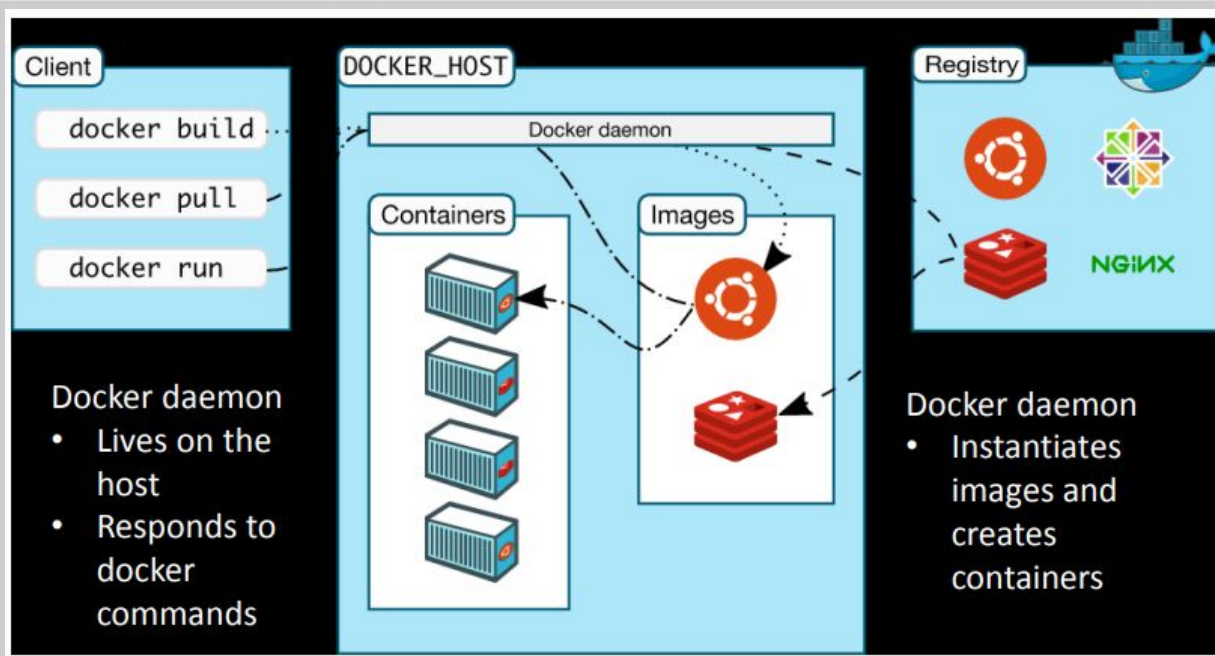 Client
docker build
docker pull
docker run
DOCKER_HOST
Docker daemon
Containers
Images
Registry
NGiNX
Docker daemon
• Lives on the
host
• Responds to
docker
commands
Docker daemon
• Instantiates
images and
creates
containers